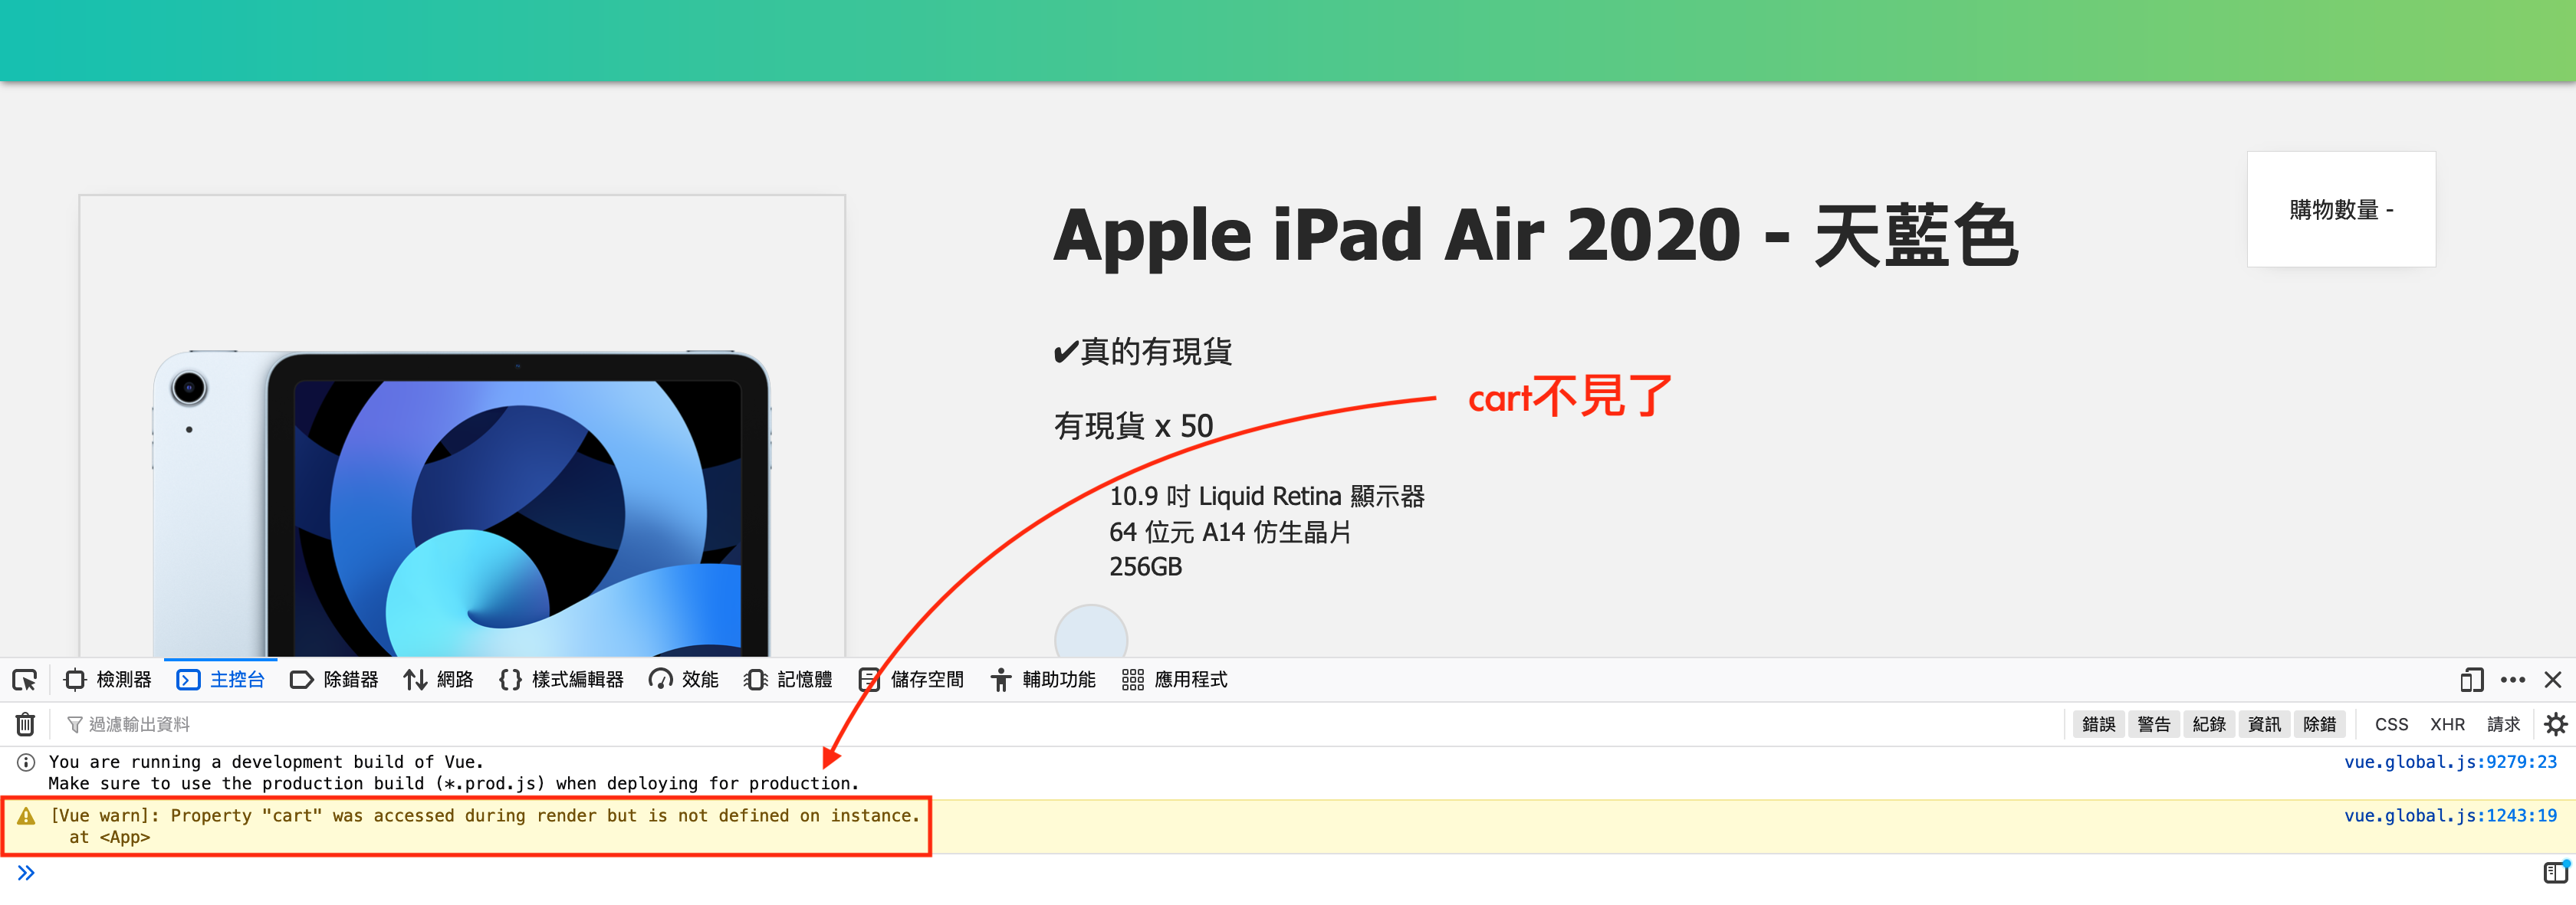 Apple iPad Air 2020 - 天藍色
購物數量 -
✔真的有現貨
cart不見了
有現貨 x 50
10.9 吋 Liquid Retina 顯示器
64 位元 A14 仿生晶片
256GB
檢測器 主控台 除錯器 網路 {} 樣式編輯器 效能 記憶體 儲存空間 輔助功能 應用程式
過濾輸出資料 錯誤 警告 紀錄 資訊 除錯 CSS XHR 請求
You are running a development build of Vue. vue.global.js:9279:23
Make sure to use the production build (*.prod.js) when deploying for production.
[Vue warn]: Property "cart" was accessed during render but is not defined on instance. vue.global.js:1243:19
at <App>